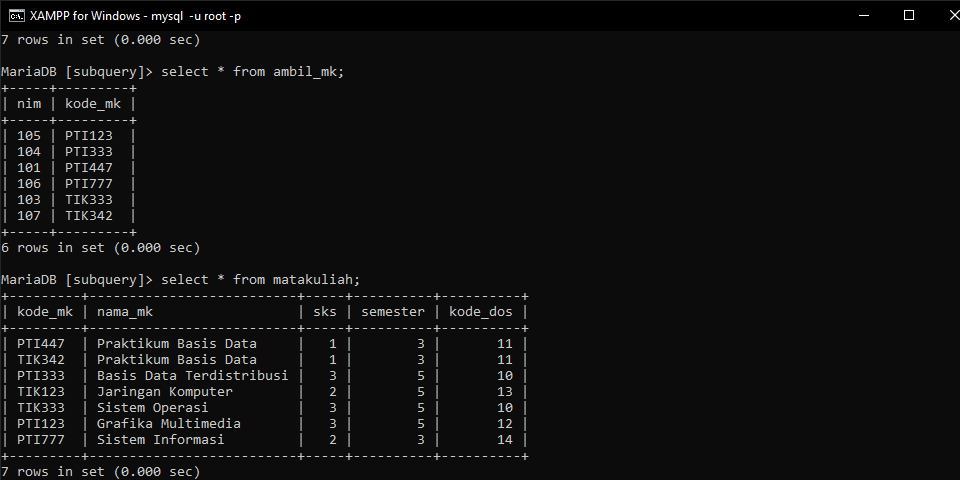 XAMPP for Windows - mysql  -u root -p
7 rows in set (0.000 sec)
MariaDB [subquery]> select * from ambil_mk;
+-----+---------+
| nim | kode_mk |
+-----+---------+
| 105 | PTI123  |
| 104 | PTI333  |
| 101 | PTI447  |
| 106 | PTI777  |
| 103 | TIK333  |
| 107 | TIK342  |
+-----+---------+
6 rows in set (0.000 sec)
MariaDB [subquery]> select * from matakuliah;
+---------+--------------------------+-----+----------+----------+
| kode_mk | nama_mk                  | sks | semester | kode_dos |
+---------+--------------------------+-----+----------+----------+
| PTI447  | Praktikum Basis Data     |   1 |        3 |       11 |
| TIK342  | Praktikum Basis Data     |   1 |        3 |       11 |
| PTI333  | Basis Data Terdistribusi |   3 |        5 |       10 |
| TIK123  | Jaringan Komputer        |   2 |        5 |       13 |
| TIK333  | Sistem Operasi           |   3 |        5 |       10 |
| PTI123  | Grafika Multimedia       |   3 |        5 |       12 |
| PTI777  | Sistem Informasi         |   2 |        3 |       14 |
+---------+--------------------------+-----+----------+----------+
7 rows in set (0.000 sec)